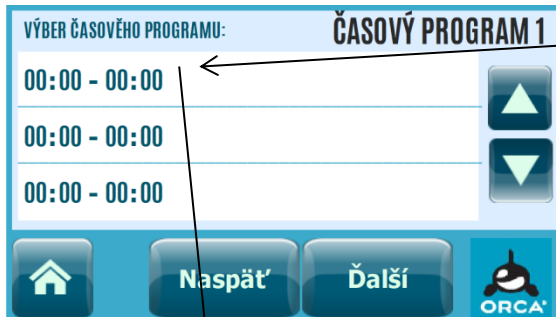 VÝBER ČASOVÉHO PROGRAMU:
ČASOVÝ PROGRAM 1
00:00 - 00:00
00:00 - 00:00
00:00 - 00:00
Naspäť
Ďalší
ORCA